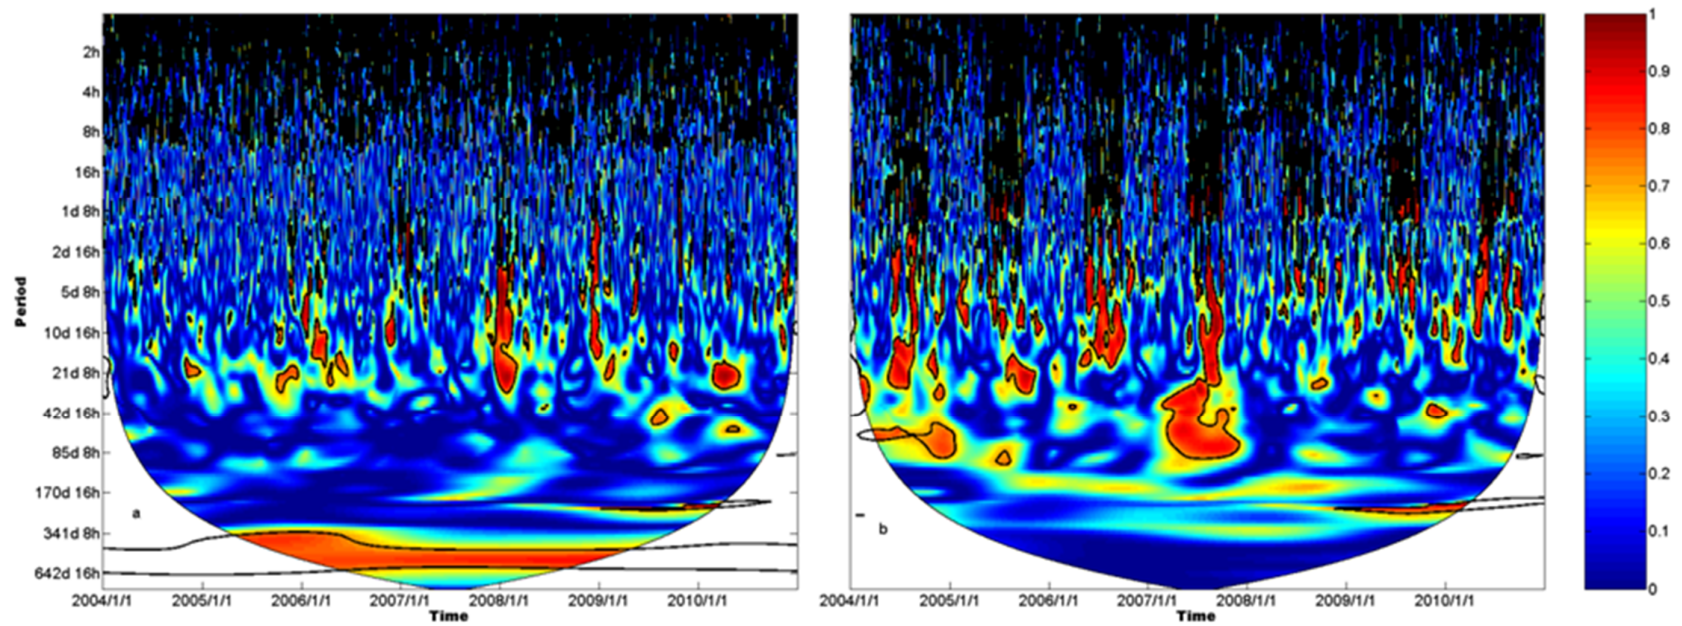 Period
2h
4h
8h
16h
1d 8h
2d 16h
5d 8h
10d 16h
21d 8h
42d 16h
85d 8h
170d 16h
341d 8h
642d 16h
a
2004/1/1 2005/1/1 2006/1/1 2007/1/1 2008/1/1 2009/1/1 2010/1/1
Time
b
2004/1/1 2005/1/1 2006/1/1 2007/1/1 2008/1/1 2009/1/1 2010/1/1
Time
1
0.9
0.8
0.7
0.6
0.5
0.4
0.3
0.2
0.1
0